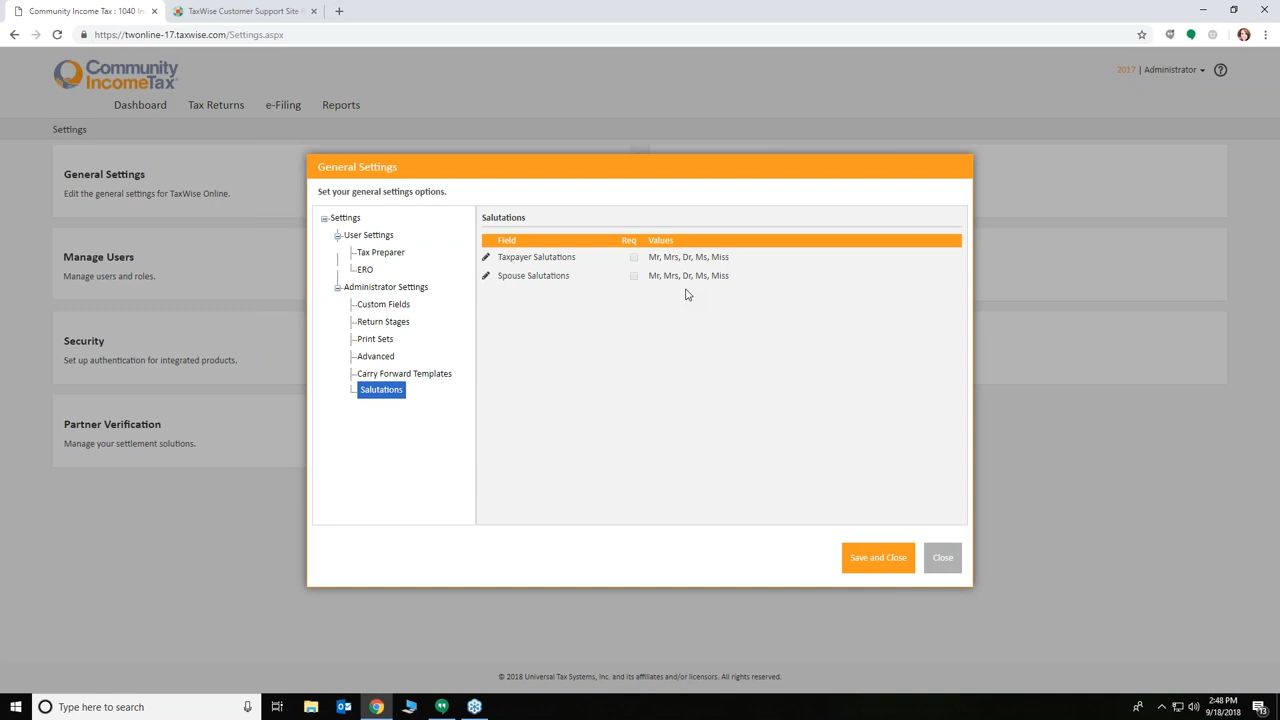 Community Income Tax : 1040 In
TaxWise Customer Support Site P
https://twonline-17.taxwise.com/Settings.aspx
Community
IncomeTax
2017 | Administrator
Dashboard
Tax Returns
e-Filing
Reports
Settings
General Settings
Edit the general settings for TaxWise Online.
Manage Users
Manage users and roles.
Security
Set up authentication for integrated products.
Partner Verification
Manage your settlement solutions.
General Settings
Set your general settings options.
Settings
User Settings
Tax Preparer
ERO
Administrator Settings
Custom Fields
Return Stages
Print Sets
Advanced
Carry Forward Templates
Salutations
Salutations
Field Req Values
Taxpayer Salutations Mr, Mrs, Dr, Ms, Miss
Spouse Salutations Mr, Mrs, Dr, Ms, Miss
Save and Close
Close
© 2018 Universal Tax Systems, Inc. and its affiliates and/or licensors. All rights reserved.
Type here to search
2:48 PM
9/18/2018